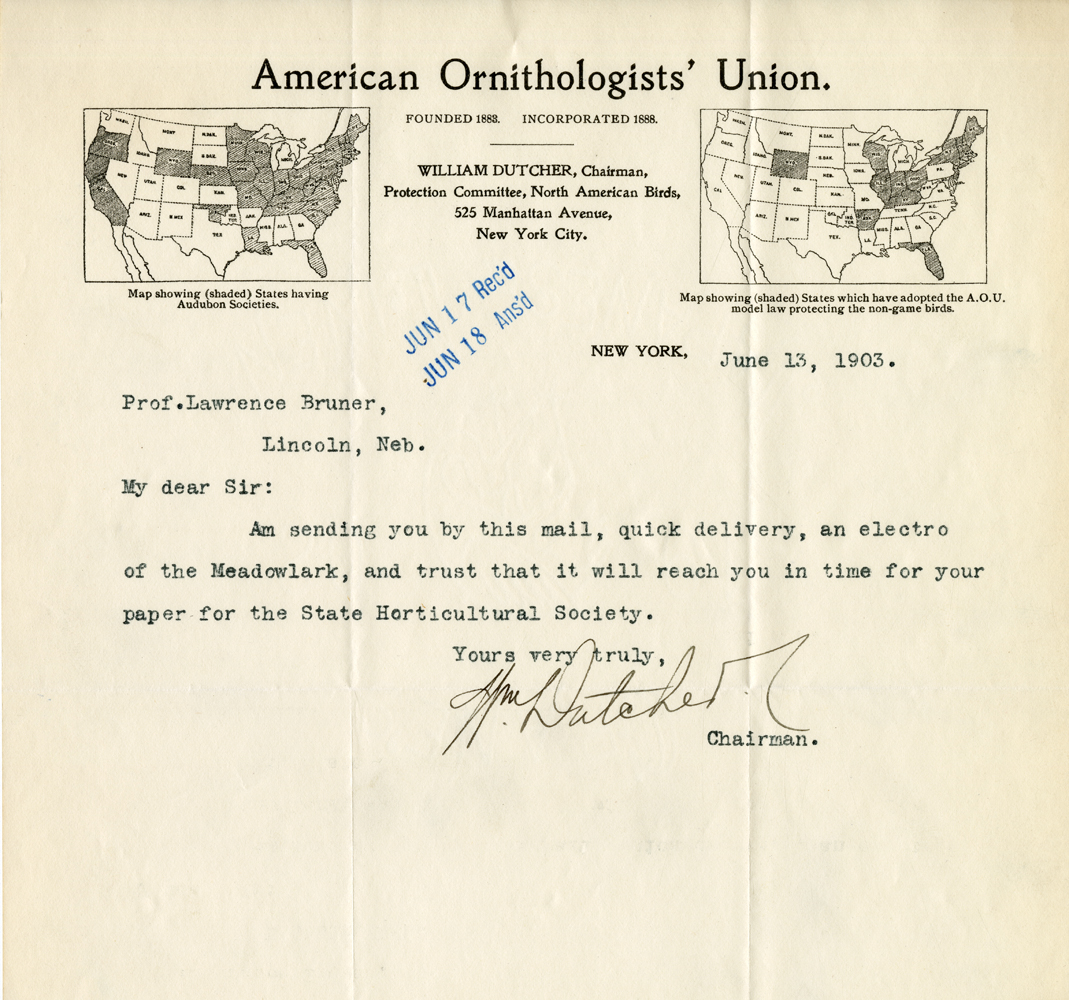 American Ornithologists' Union.
FOUNDED 1883. INCORPORATED 1888.
WILLIAM DUTCHER, Chairman,
Protection Committee, North American Birds,
525 Manhattan Avenue,
New York City.
Map showing (shaded) States having
Audubon Societies.
Map showing (shaded) States which have adopted the A.O.U.
model law protecting the non-game birds.
JUN 17 Rec'd
JUN 18 Ans'd
NEW YORK, June 13, 1903.
Prof.Lawrence Bruner,
Lincoln, Neb.
My dear Sir:
Am sending you by this mail, quick delivery, an electro
of the Meadowlark, and trust that it will reach you in time for your
paper for the State Horticultural Society.
Yours very truly,
Wm. Dutcher.
Chairman.